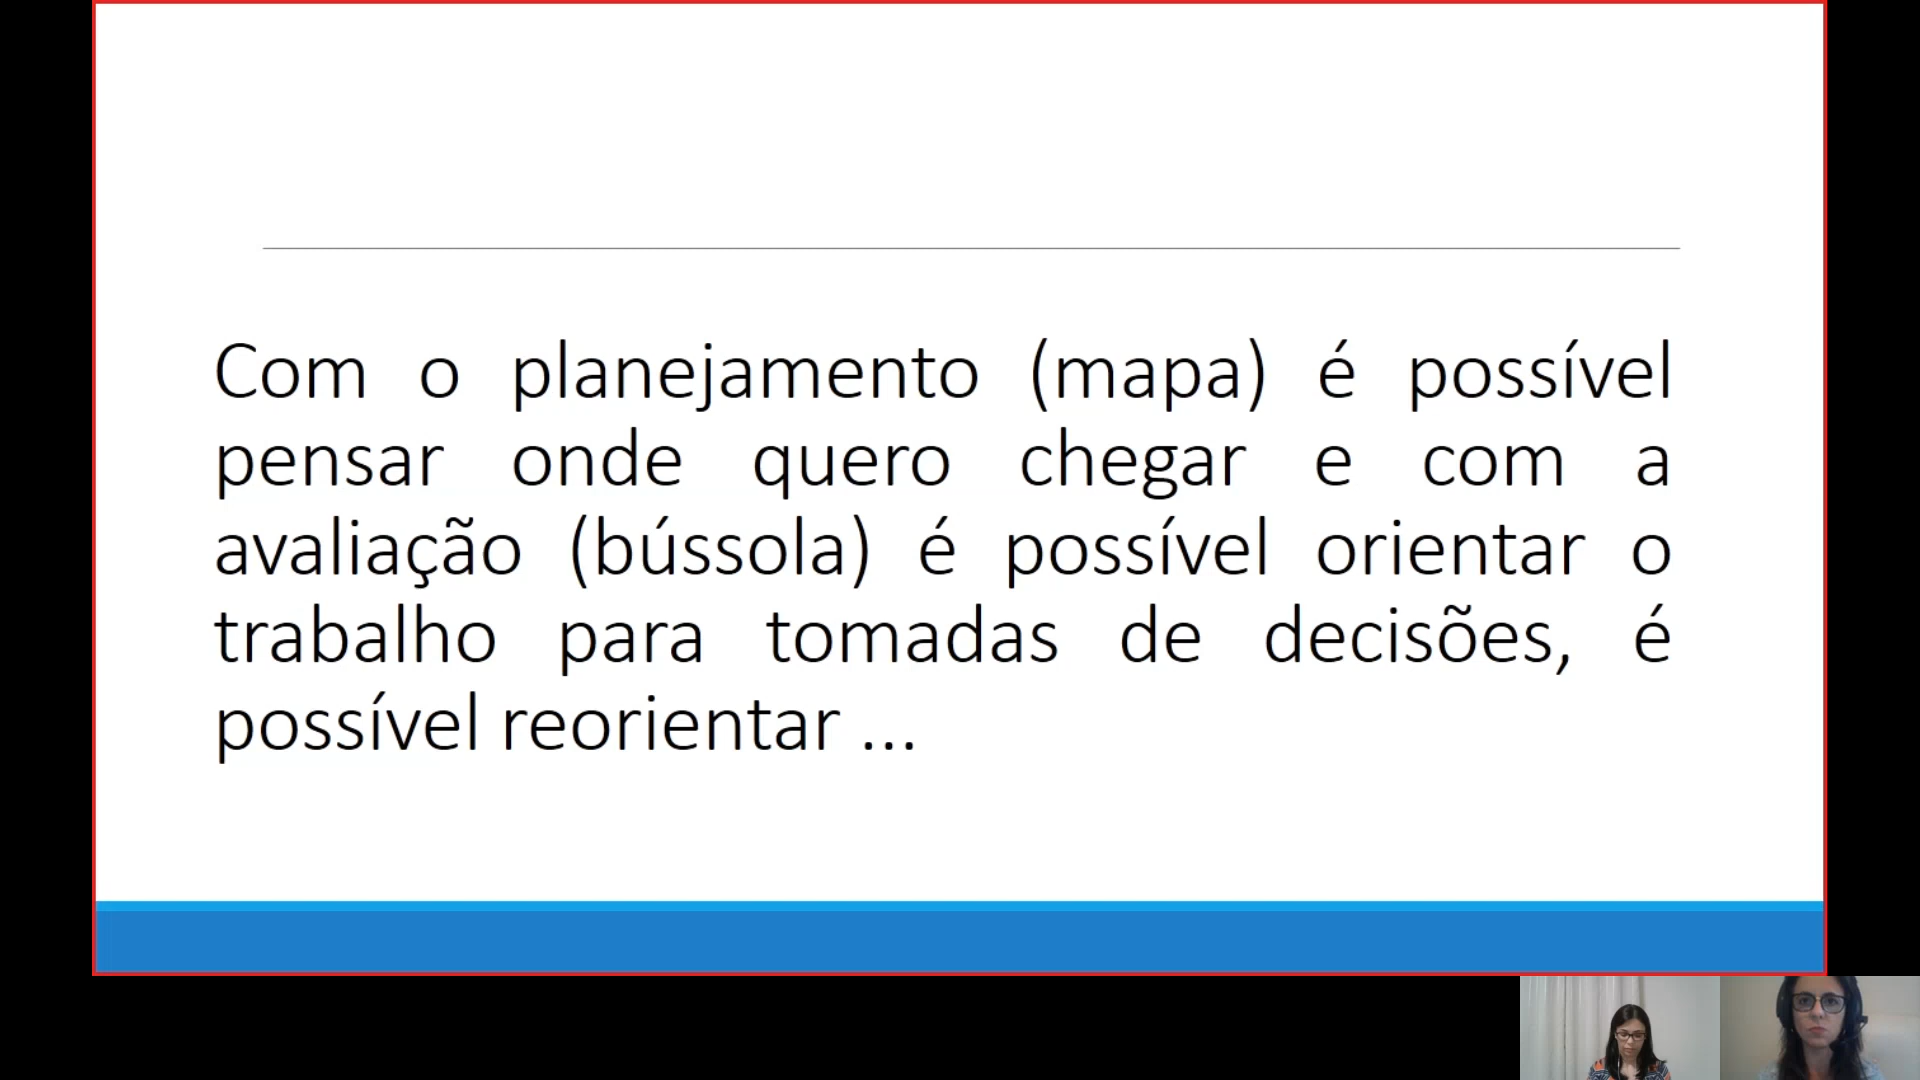 Com o planejamento (mapa) é possível
pensar onde quero chegar e com a
avaliação (bússola) é possível orientar o
trabalho para tomadas de decisões, é
possível reorientar ...